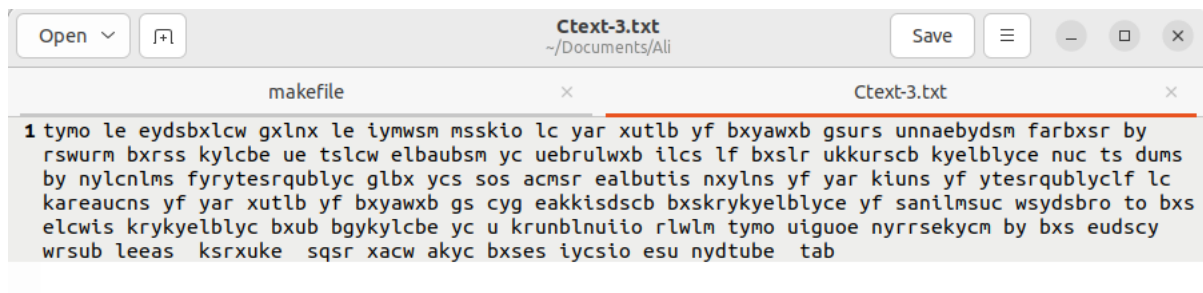 Open
Ctext-3.txt
~/Documents/Ali
Save
makefile
Ctext-3.txt
1 tymo le eydsbxlcw gxlnx le iymwsm msskio lc yar xutlb yf bxyawxb gsurs unnaebydsm farbxsr by
rswurm bxrss kylcbe ue tslcw elbaubsm yc uebrulwxb ilcs lf bxslr ukkurscb kyelblyce nuc ts dums
by nylcnlms fyrytesrqublyc glbx ycs sos acmsr ealbutis nxylns yf yar kiuns yf ytesrqublyclf lc
kareaucns yf yar xutlb yf bxyawxb gs cyg eakkisdscb bxskrykyelblyce yf sanilmsuc wsydsbro to bxs
elcwis krykyelblyc bxub bgykylcbe yc u krunblnuiio rlwlm tymo uiguoe nyrrsekycm by bxs eudscy
wrsub leeas  ksrxuke  sqsr xacw akyc bxses iycsio esu nydtube  tab